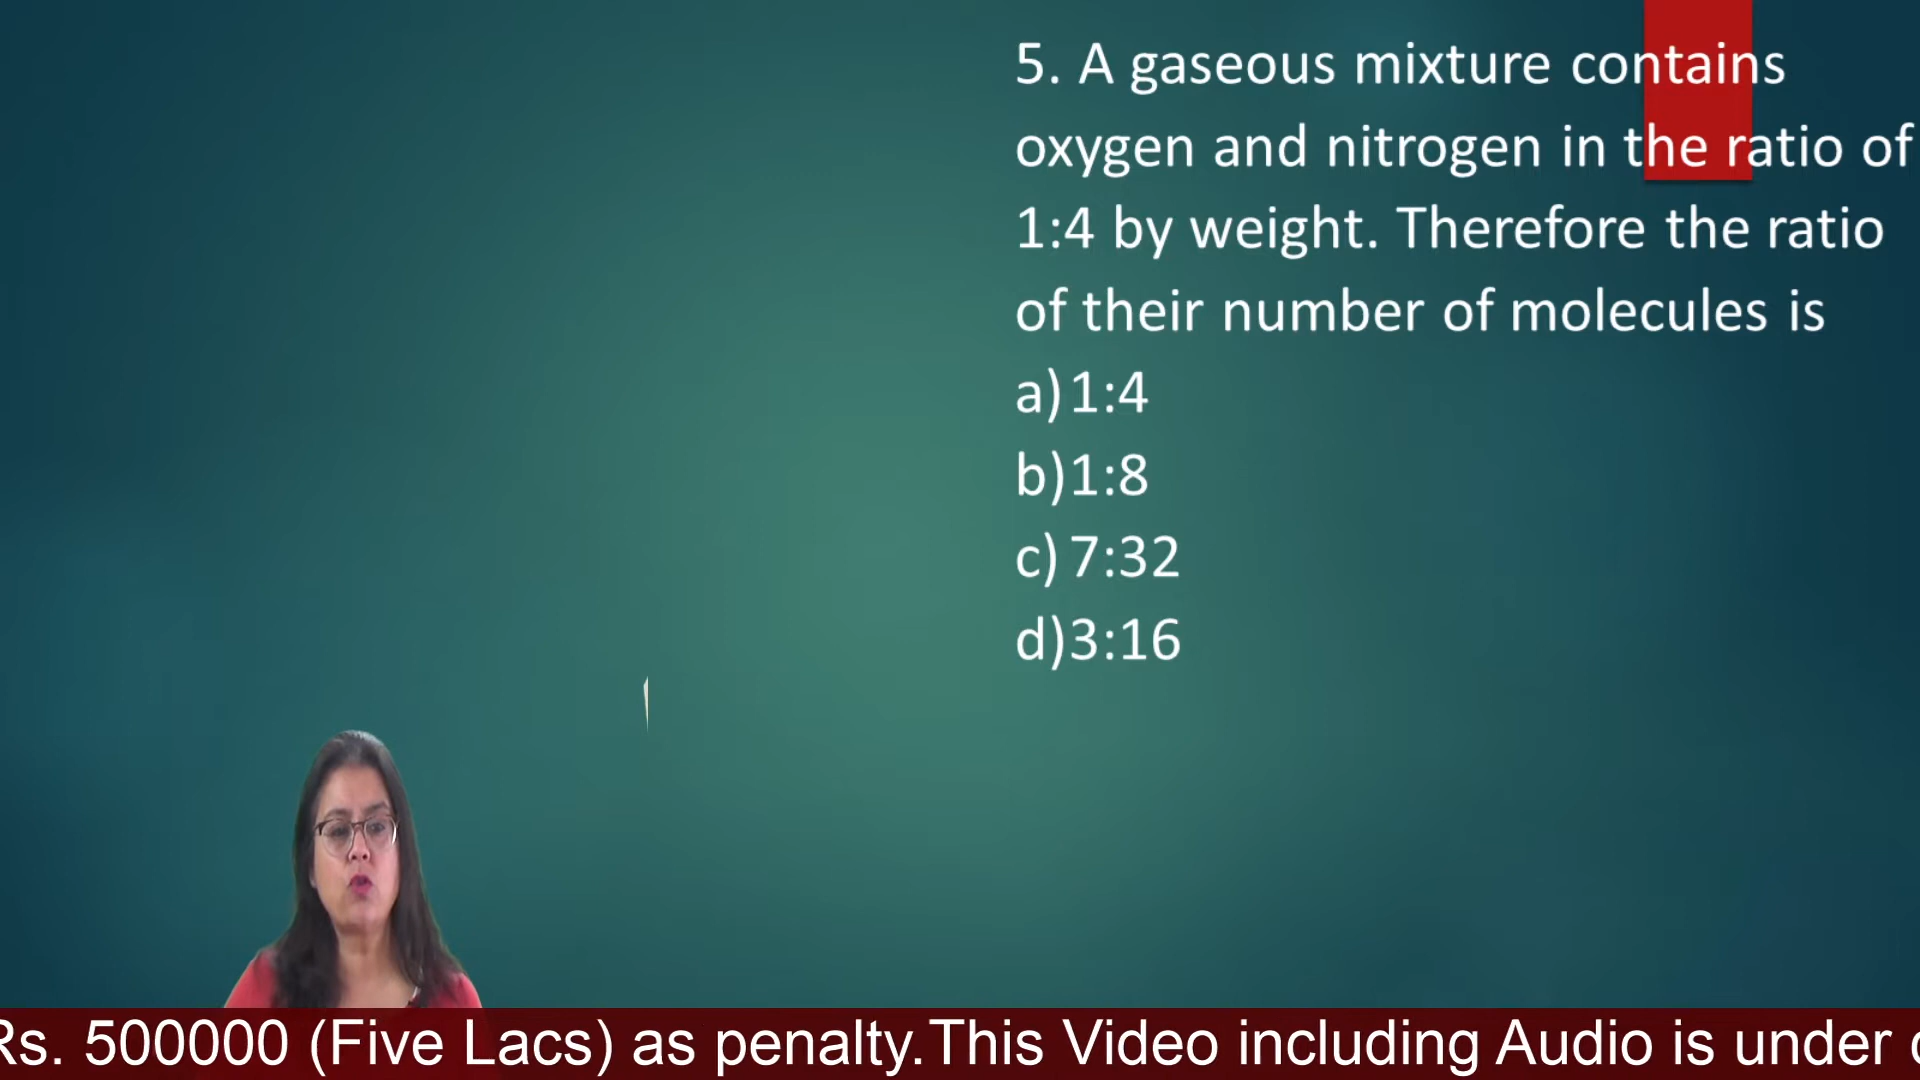 5. A gaseous mixture contains
oxygen and nitrogen in the ratio of
1:4 by weight. Therefore the ratio
of their number of molecules is
a) 1:4
b) 1:8
c) 7:32
d) 3:16
Rs. 500000 (Five Lacs) as penalty.This Video including Audio is under